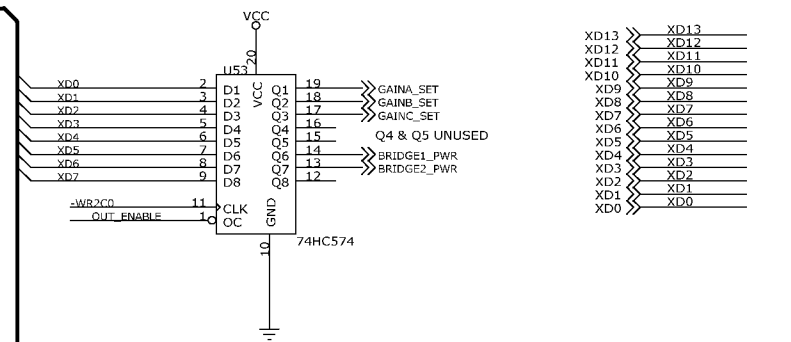 VCC
20
U53
VCC
XD0 2 D1 Q1 19 GAINA_SET
XD1 3 D2 Q2 18 GAINB_SET
XD2 4 D3 Q3 17 GAINC_SET
XD3 5 D4 Q4 16
XD4 6 D5 Q5 15
Q4 & Q5 UNUSED
XD5 7 D6 Q6 14 BRIDGE1_PWR
XD6 8 D7 Q7 13 BRIDGE2_PWR
XD7 9 D8 Q8 12
-WR2C0 11 CLK
OUT_ENABLE 1 OC
GND
10
74HC574
XD13 XD13
XD12 XD12
XD11 XD11
XD10 XD10
XD9 XD9
XD8 XD8
XD7 XD7
XD6 XD6
XD5 XD5
XD4 XD4
XD3 XD3
XD2 XD2
XD1 XD1
XD0 XD0